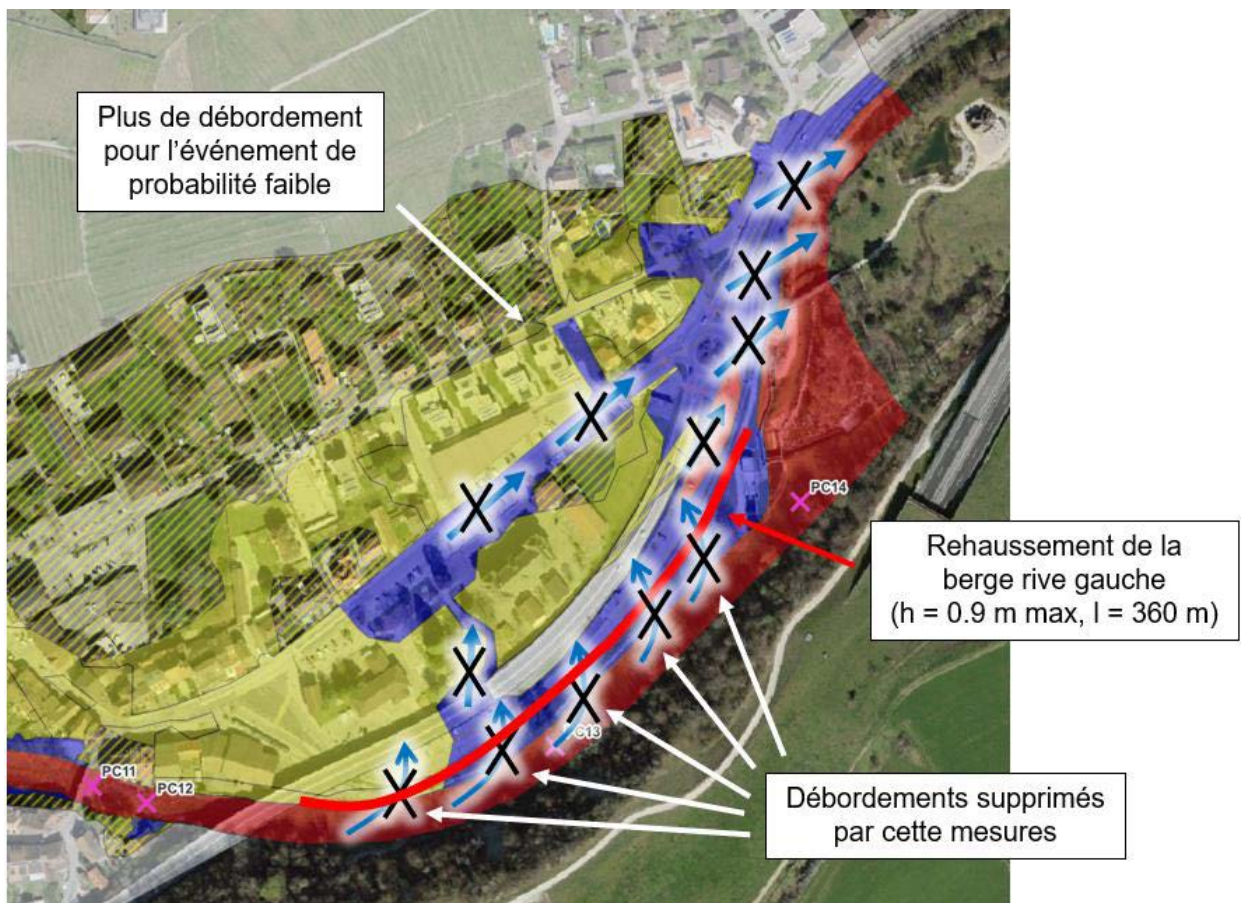 Plus de débordement
pour l’événement de
probabilité faible
PC14
Rehaussement de la
berge rive gauche
(h = 0.9 m max, l = 360 m)
C13
PC11
PC12
Débordements supprimés
par cette mesures